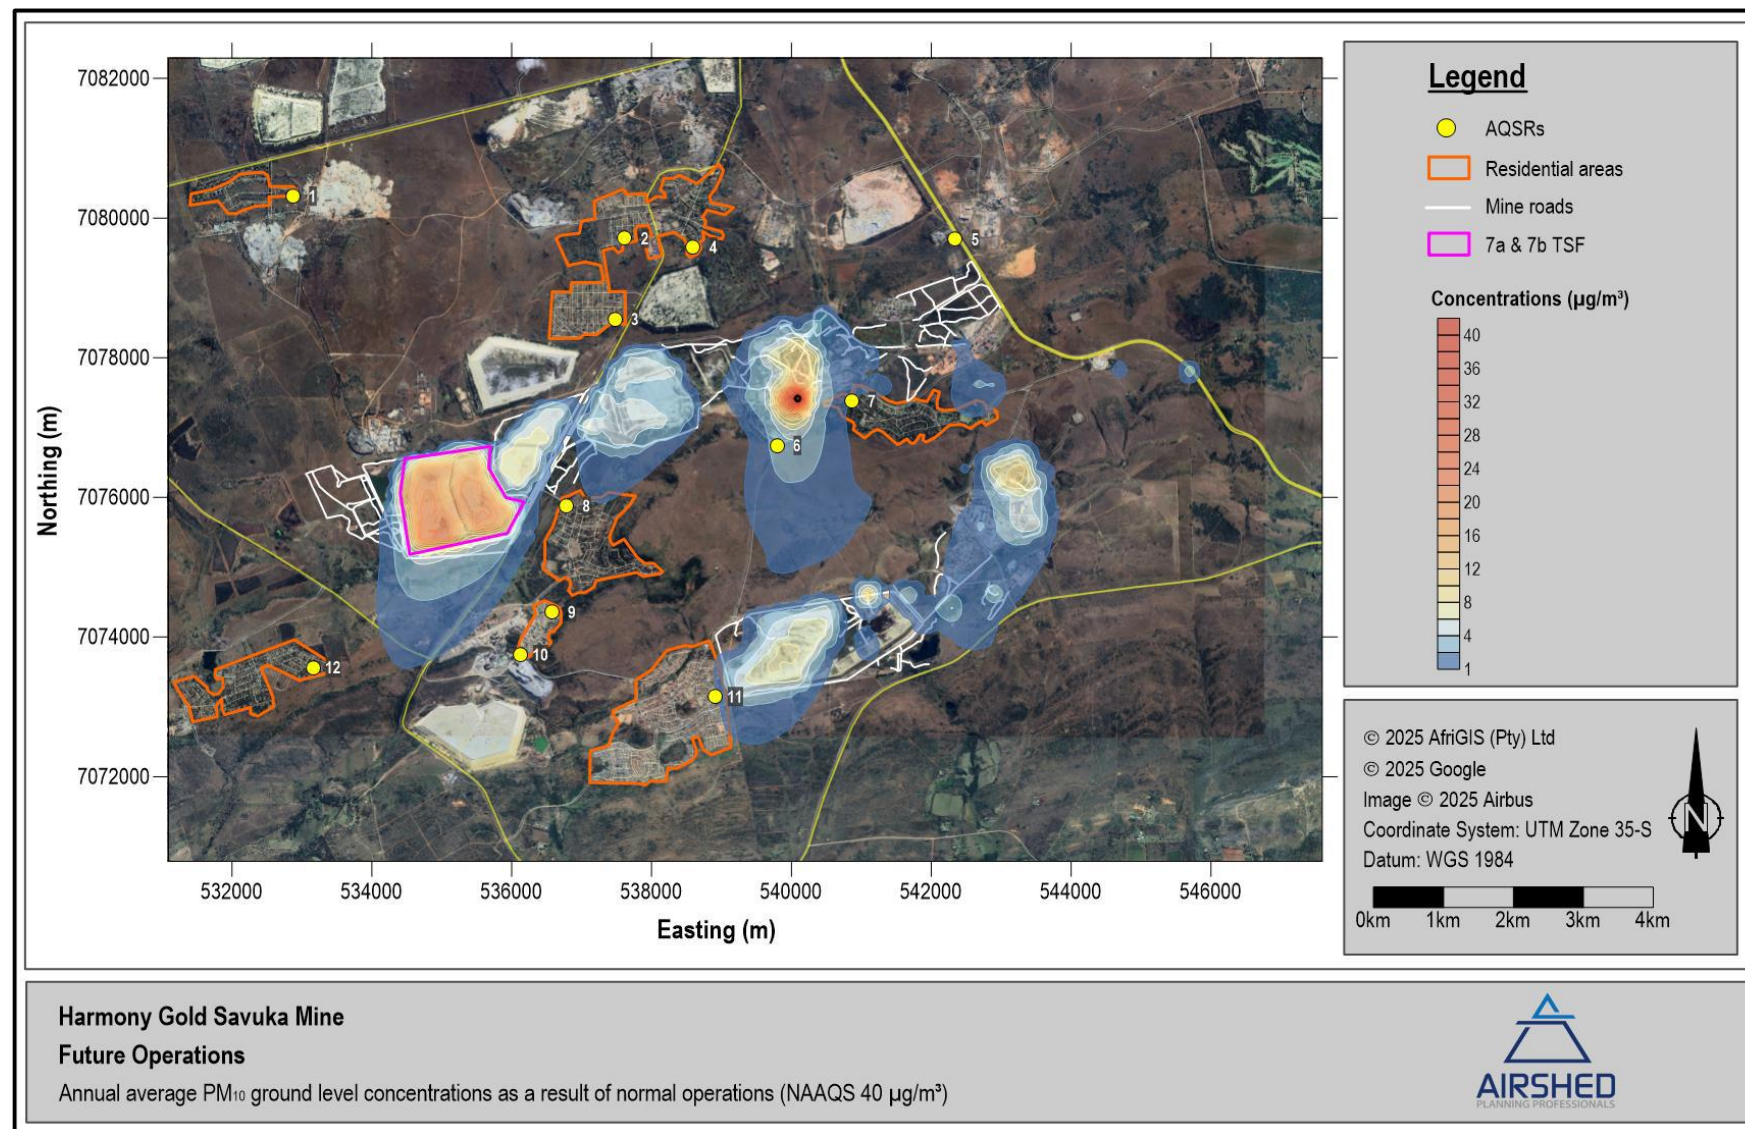 7082000
7080000
7078000
7076000
7074000
7072000
Northing (m)
532000
534000
536000
538000
540000
542000
544000
546000
Easting (m)
1
2
3
4
5
6
7
8
9
10
11
12
Legend
AQSRs
Residential areas
Mine roads
7a & 7b TSF
Concentrations (µg/m³)
40
36
32
28
24
20
16
12
8
4
1
© 2025 AfriGIS (Pty) Ltd
© 2025 Google
Image © 2025 Airbus
Coordinate System: UTM Zone 35-S
Datum: WGS 1984
N
0km 1km 2km 3km 4km
Harmony Gold Savuka Mine
Future Operations
Annual average PM₁₀ ground level concentrations as a result of normal operations (NAAQS 40 µg/m³)
AIRSHED
PLANNING PROFESSIONALS